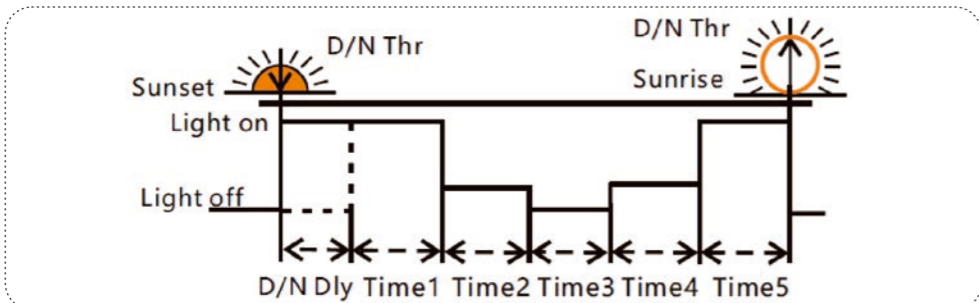 D/N Thr
D/N Thr
Sunset
Sunrise
Light on
Light off
D/N Dly Time1 Time2 Time3 Time4 Time5